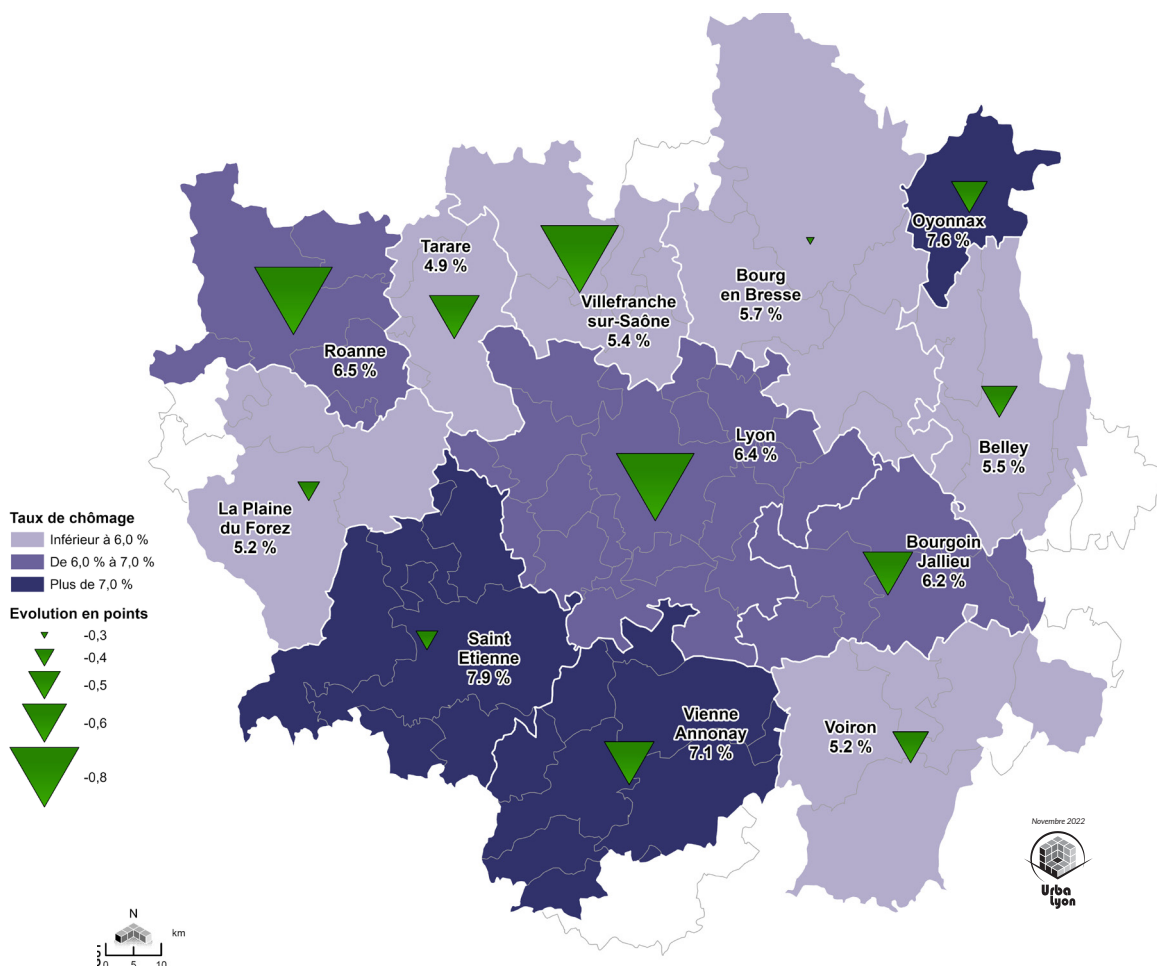 Oyonnax
7.6 %
Tarare
4.9 %
Bourg
en Bresse
5.7 %
Villefranche
sur-Saône
5.4 %
Roanne
6.5 %
Lyon
6.4 %
Belley
5.5 %
La Plaine
du Forez
5.2 %
Bourgoin
Jallieu
6.2 %
Saint
Etienne
7.9 %
Vienne
Annonay
7.1 %
Voiron
5.2 %
Taux de chômage
Inférieur à 6,0 %
De 6,0 % à 7,0 %
Plus de 7,0 %
Evolution en points
-0,3
-0,4
-0,5
-0,6
-0,8
Novembre 2022
Urba
Lyon
N
km
0 5 10